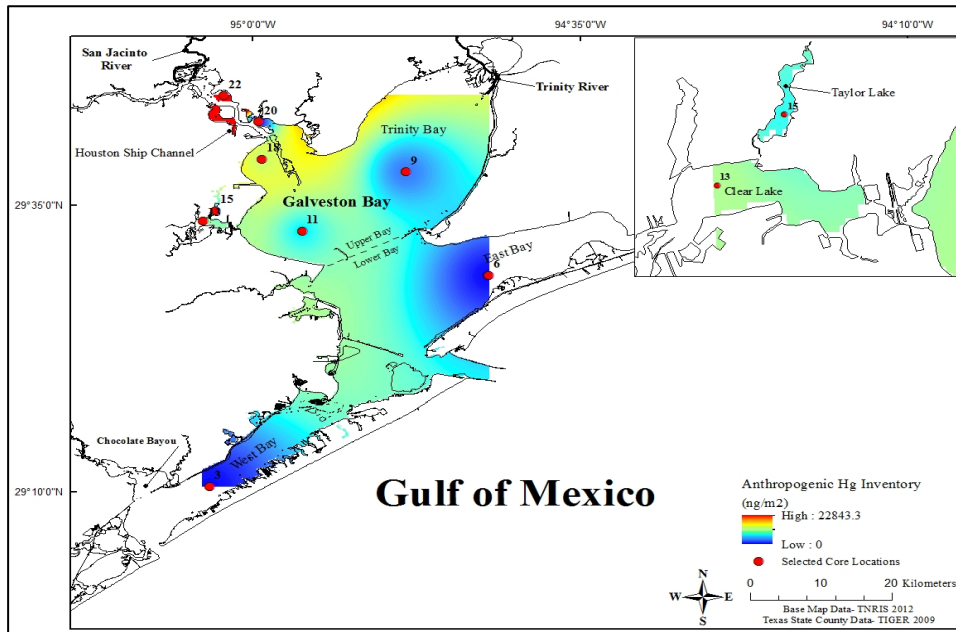 95°0'0"W
94°35'0"W
94°10'0"W
San Jacinto
River
22
20
Trinity River
Houston Ship Channel
18
Trinity Bay
9
29°35'0"N
15
Galveston Bay
11
Upper Bay
Lower Bay
East Bay
6
Taylor Lake
15
13
Clear Lake
Chocolate Bayou
West Bay
3
29°10'0"N
Gulf of Mexico
Anthropogenic Hg Inventory
(ng/m2)
High : 22843.3
Low : 0
Selected Core Locations
N
W
E
S
0 10 20 Kilometers
Base Map Data- TNRIS 2012
Texas State County Data- TIGER 2009